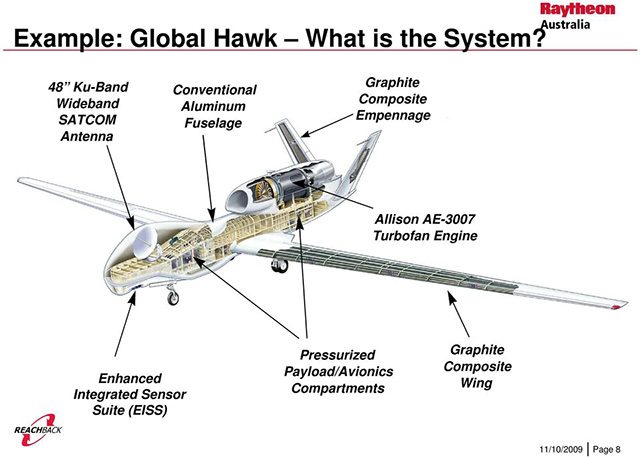 Raytheon
Australia
Example: Global Hawk – What is the System?
48” Ku-Band
Wideband
SATCOM
Antenna
Conventional
Aluminum
Fuselage
Graphite
Composite
Empennage
Allison AE-3007
Turbofan Engine
Enhanced
Integrated Sensor
Suite (EISS)
Pressurized
Payload/Avionics
Compartments
Graphite
Composite
Wing
REACHBACK
11/10/2009 Page 8